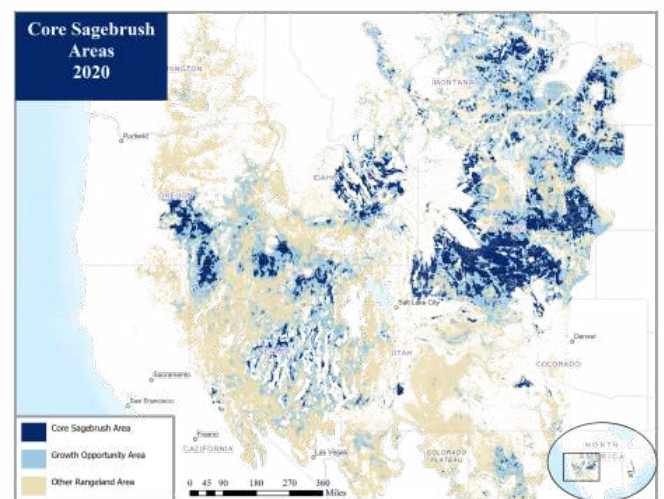 Core Sagebrush
Areas
2020
MONTANA
Portland
IDAHO
OREGON
Salt Lake City
UTAH
Denver
COLORADO
Sacramento
San Francisco
Fresno
CALIFORNIA
Las Vegas
COLORADO
PLATEAU
Core Sagebrush Area
Growth Opportunity Area
Other Rangeland Area
0 45 90 180 270 360
Miles
NORTH
AMERICA